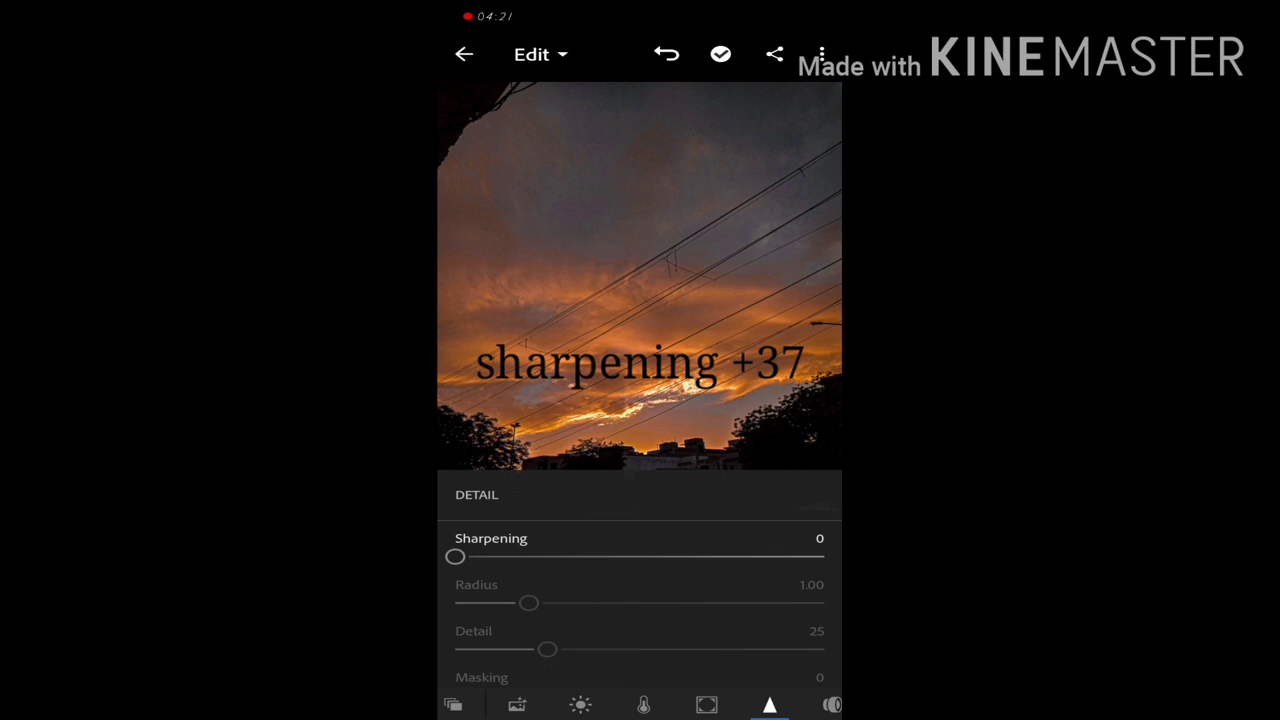 04:21
Edit
Made with KINEMASTER
sharpening +37
DETAIL
Sharpening 0
Radius 1.00
Detail 25
Masking 0